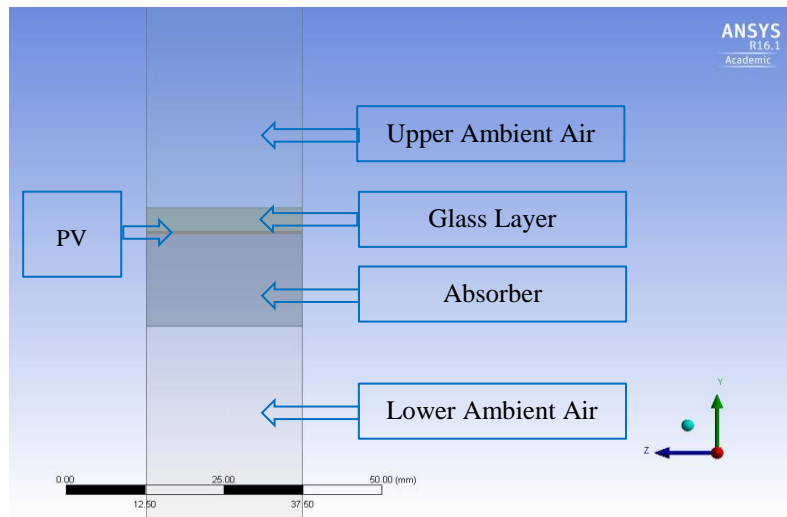 ANSYS
R16.1
Academic
Upper Ambient Air
Glass Layer
PV
Absorber
Lower Ambient Air
Y
Z
0.00 25.00 50.00 (mm)
12.50 37.50